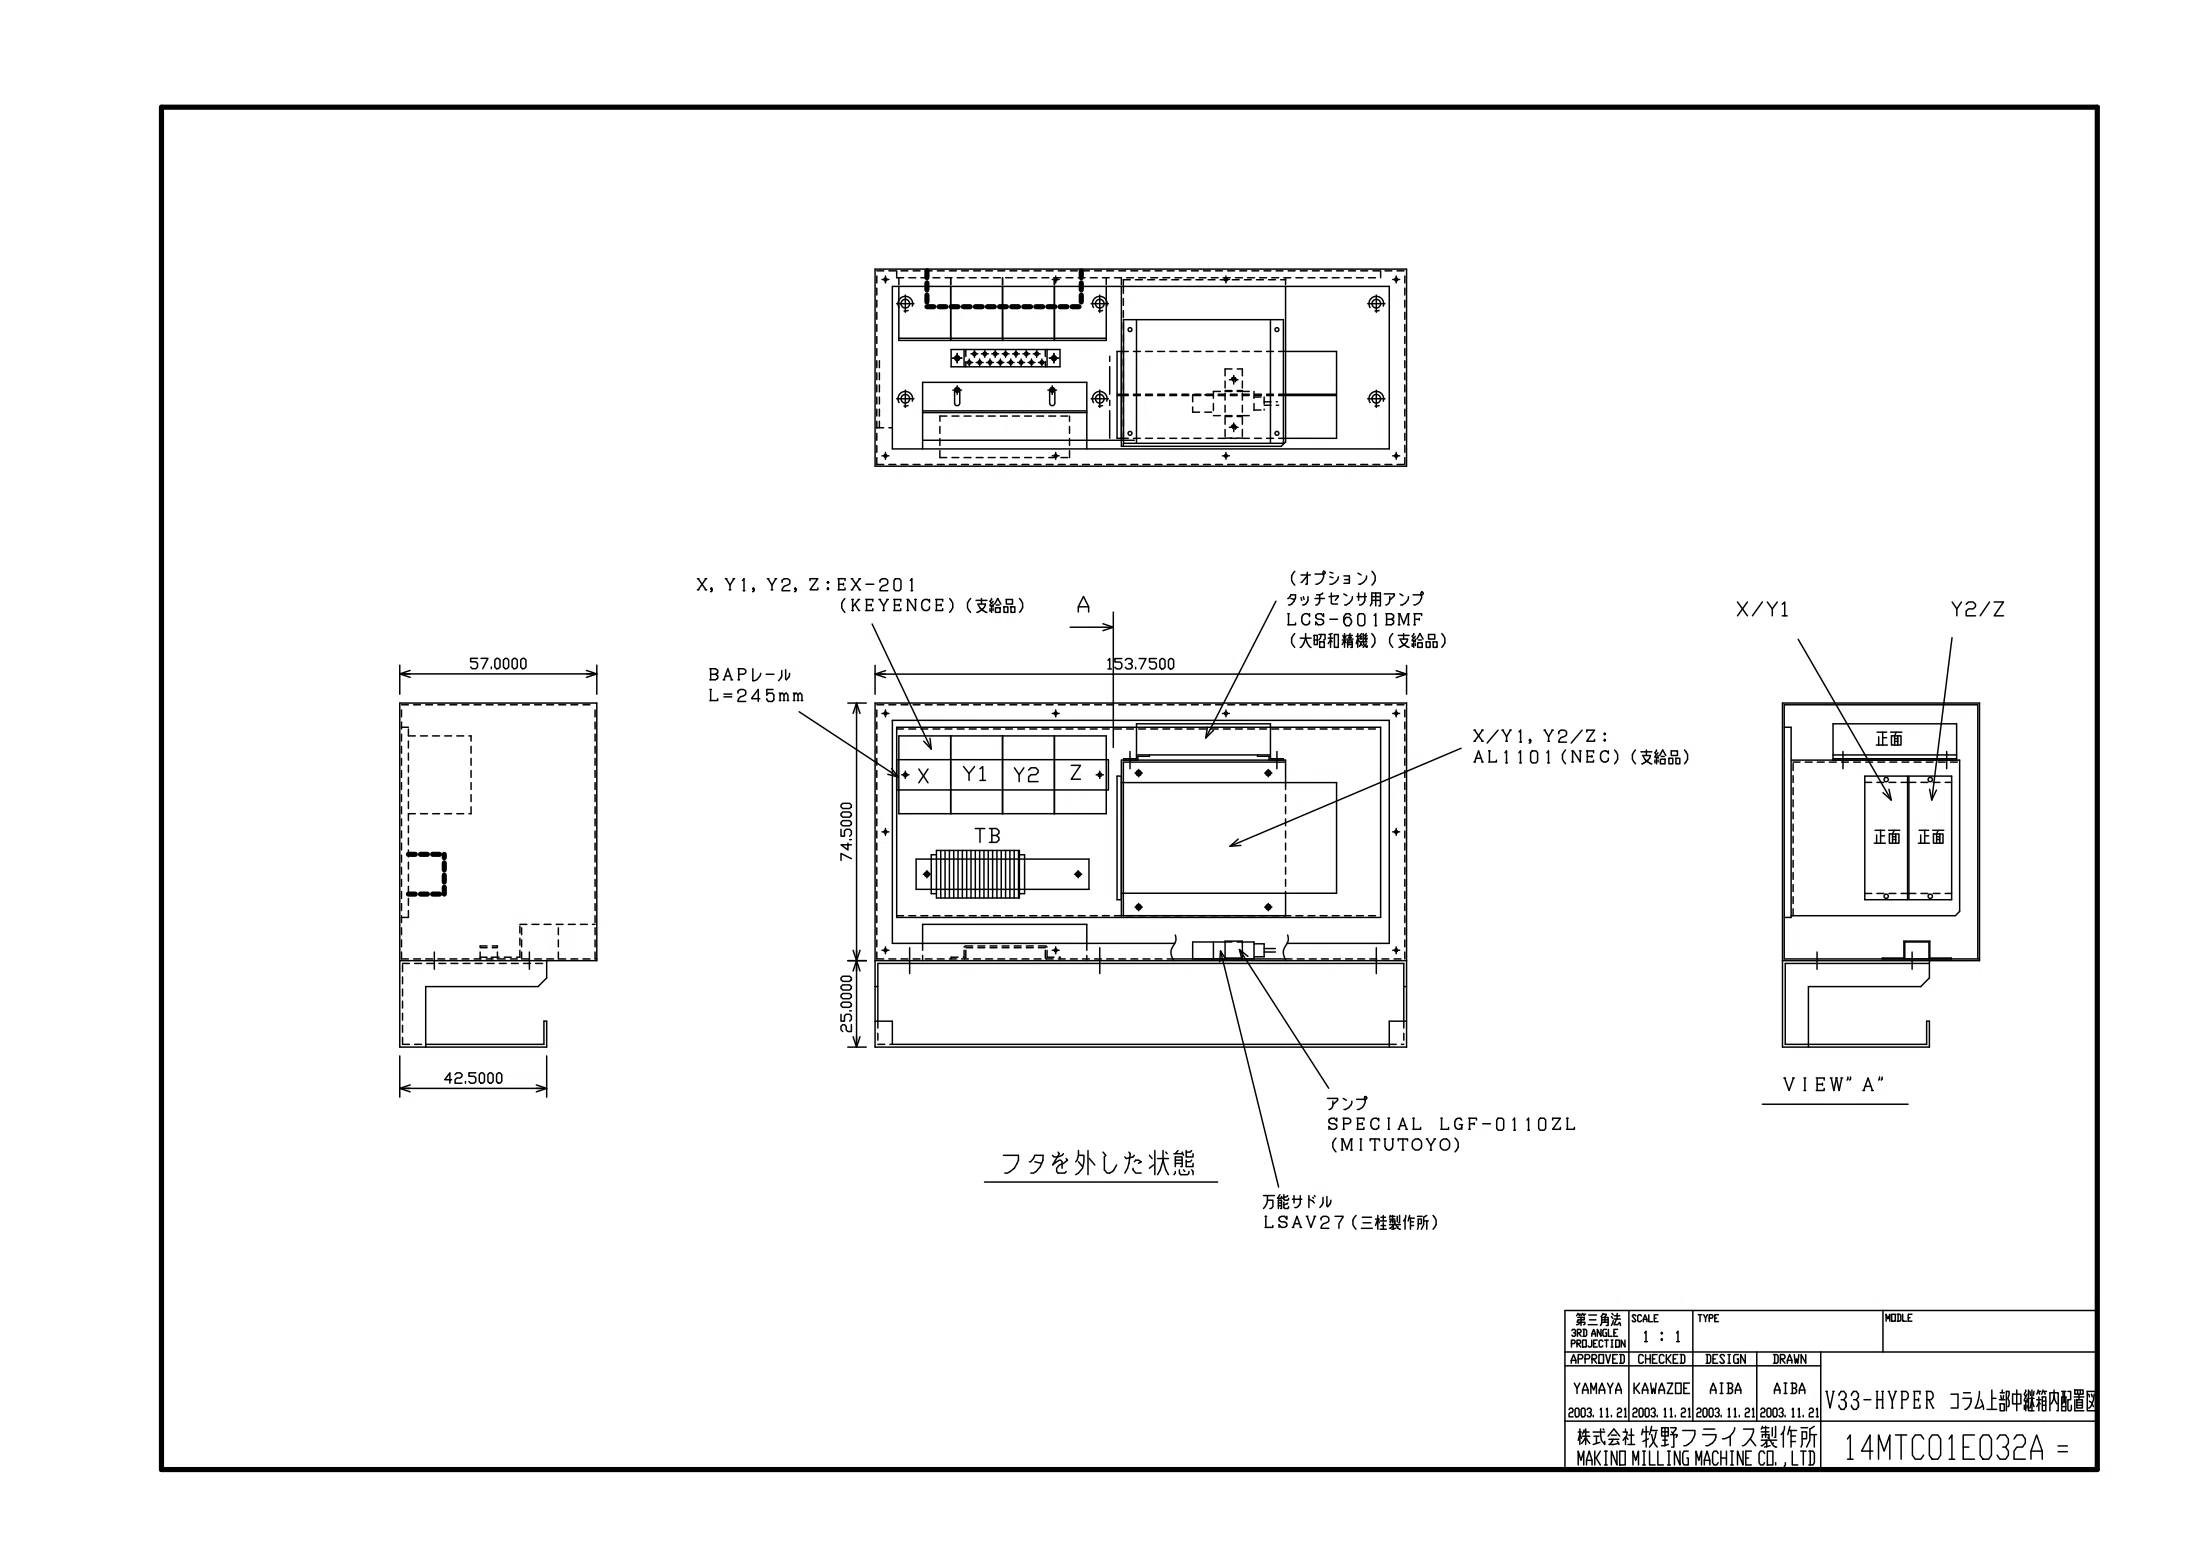 X, Y1, Y2, Z:EX-201
(KEYENCE)(支給品)
A
(オプション)
タッチセンサ用アンプ
LCS-601BMF
(大昭和精機)(支給品)
X/Y1
Y2/Z
57.0000
BAPレール
L=245mm
153.7500
X/Y1, Y2/Z:
AL1101(NEC)(支給品)
正面
X
Y1
Y2
Z
74.5000
TB
正面
正面
25.0000
42.5000
VIEW"A"
アンプ
SPECIAL LGF-0110ZL
(MITUTOYO)
フタを外した状態
万能サドル
LSAV27(三桂製作所)
第三角法
3RD ANGLE
PROJECTION
SCALE
1 : 1
TYPE
MODLE
APPROVED CHECKED DESIGN DRAWN
YAMAYA KAWAZOE AIBA AIBA
2003.11.21 2003.11.21 2003.11.21 2003.11.21
V33-HYPER コラム上部中継箱内配置図
株式会社 牧野フライス製作所
MAKINO MILLING MACHINE CO.,LTD
14MTC01E032A =